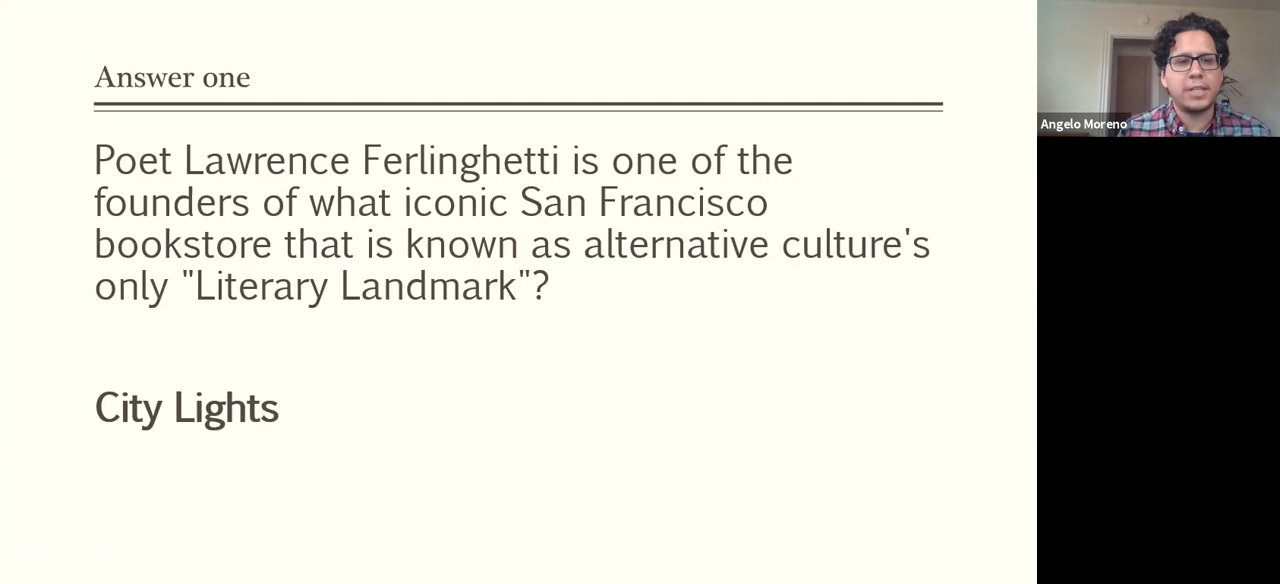 Answer one
Poet Lawrence Ferlinghetti is one of the
founders of what iconic San Francisco
bookstore that is known as alternative culture's
only "Literary Landmark"?
City Lights
Angelo Moreno